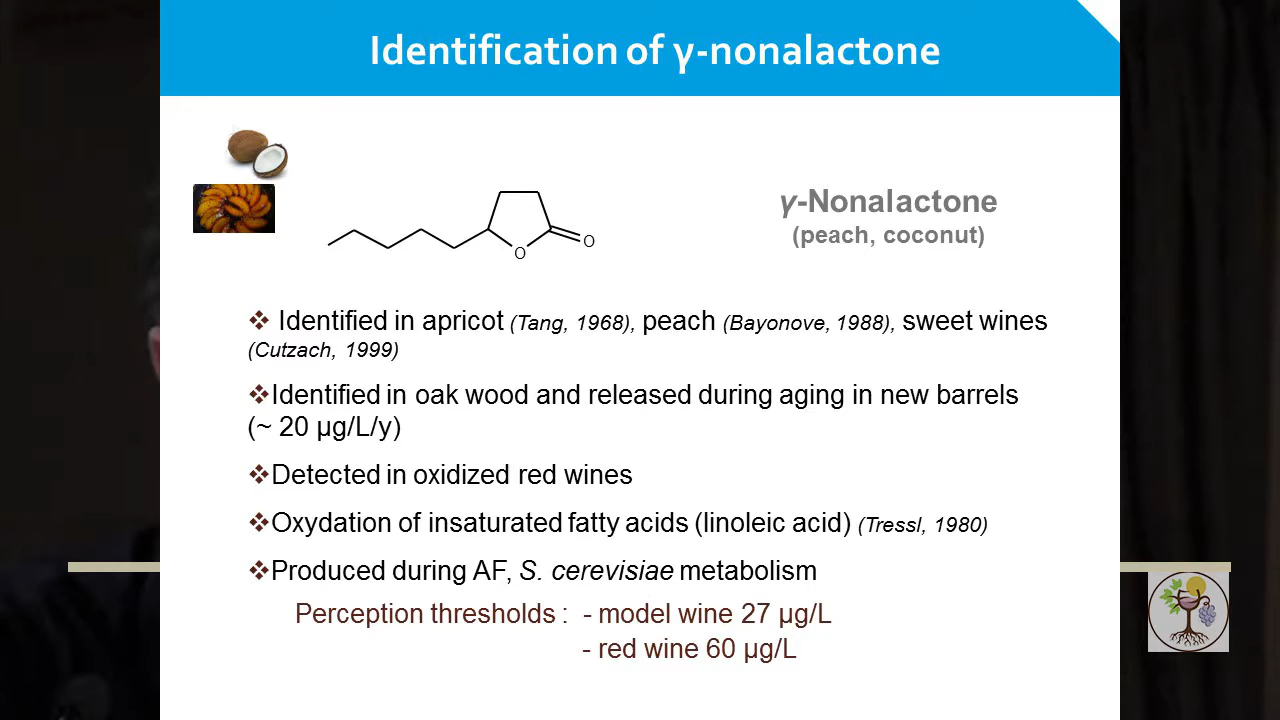 Identification of γ-nonalactone
γ-Nonalactone
(peach, coconut)
O
O
❖ Identified in apricot (Tang, 1968), peach (Bayonove, 1988), sweet wines
(Cutzach, 1999)
❖Identified in oak wood and released during aging in new barrels
(~ 20 µg/L/y)
❖Detected in oxidized red wines
❖Oxydation of insaturated fatty acids (linoleic acid) (Tressl, 1980)
❖Produced during AF, S. cerevisiae metabolism
Perception thresholds : - model wine 27 µg/L
- red wine 60 µg/L